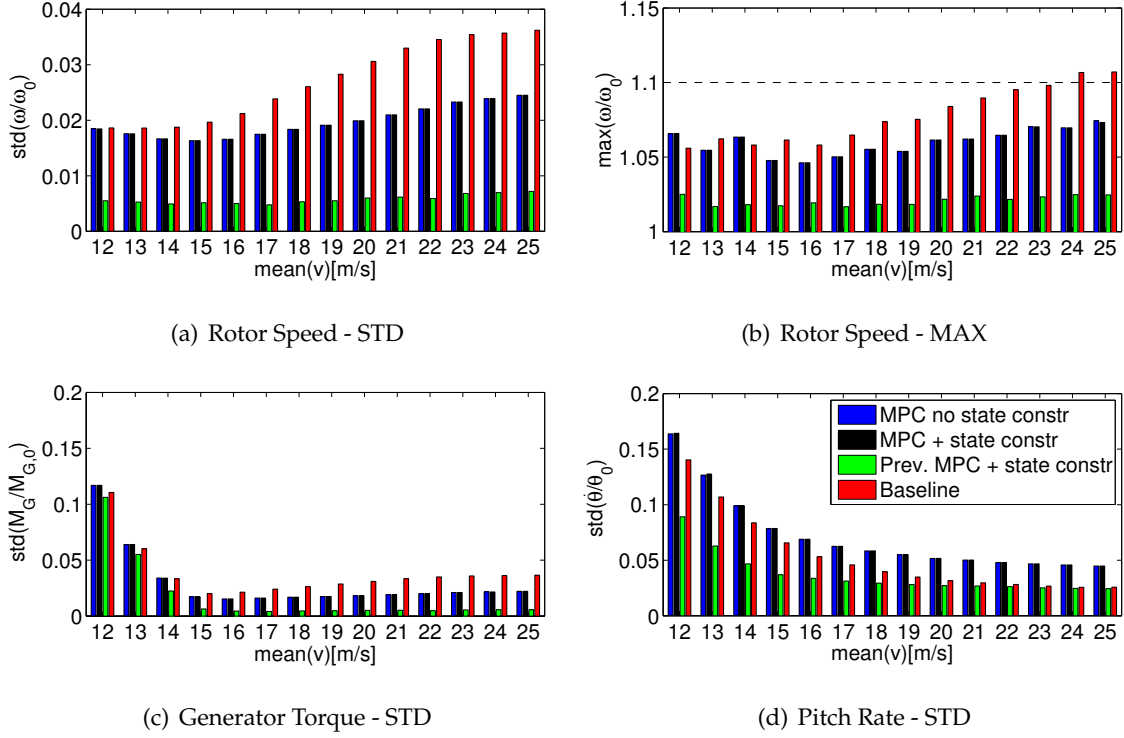 0.04
0.03
0.02
0.01
0
std(ω/ω0)
12 13 14 15 16 17 18 19 20 21 22 23 24 25
mean(v)[m/s]
(a) Rotor Speed - STD
1.15
1.1
1.05
1
max(ω/ω0)
12 13 14 15 16 17 18 19 20 21 22 23 24 25
mean(v)[m/s]
(b) Rotor Speed - MAX
0.2
0.15
0.1
0.05
0
std(MG/MG,0)
12 13 14 15 16 17 18 19 20 21 22 23 24 25
mean(v)[m/s]
(c) Generator Torque - STD
0.2
0.15
0.1
0.05
0
std(θ̇/θ̇0)
MPC no state constr
MPC + state constr
Prev. MPC + state constr
Baseline
12 13 14 15 16 17 18 19 20 21 22 23 24 25
mean(v)[m/s]
(d) Pitch Rate - STD